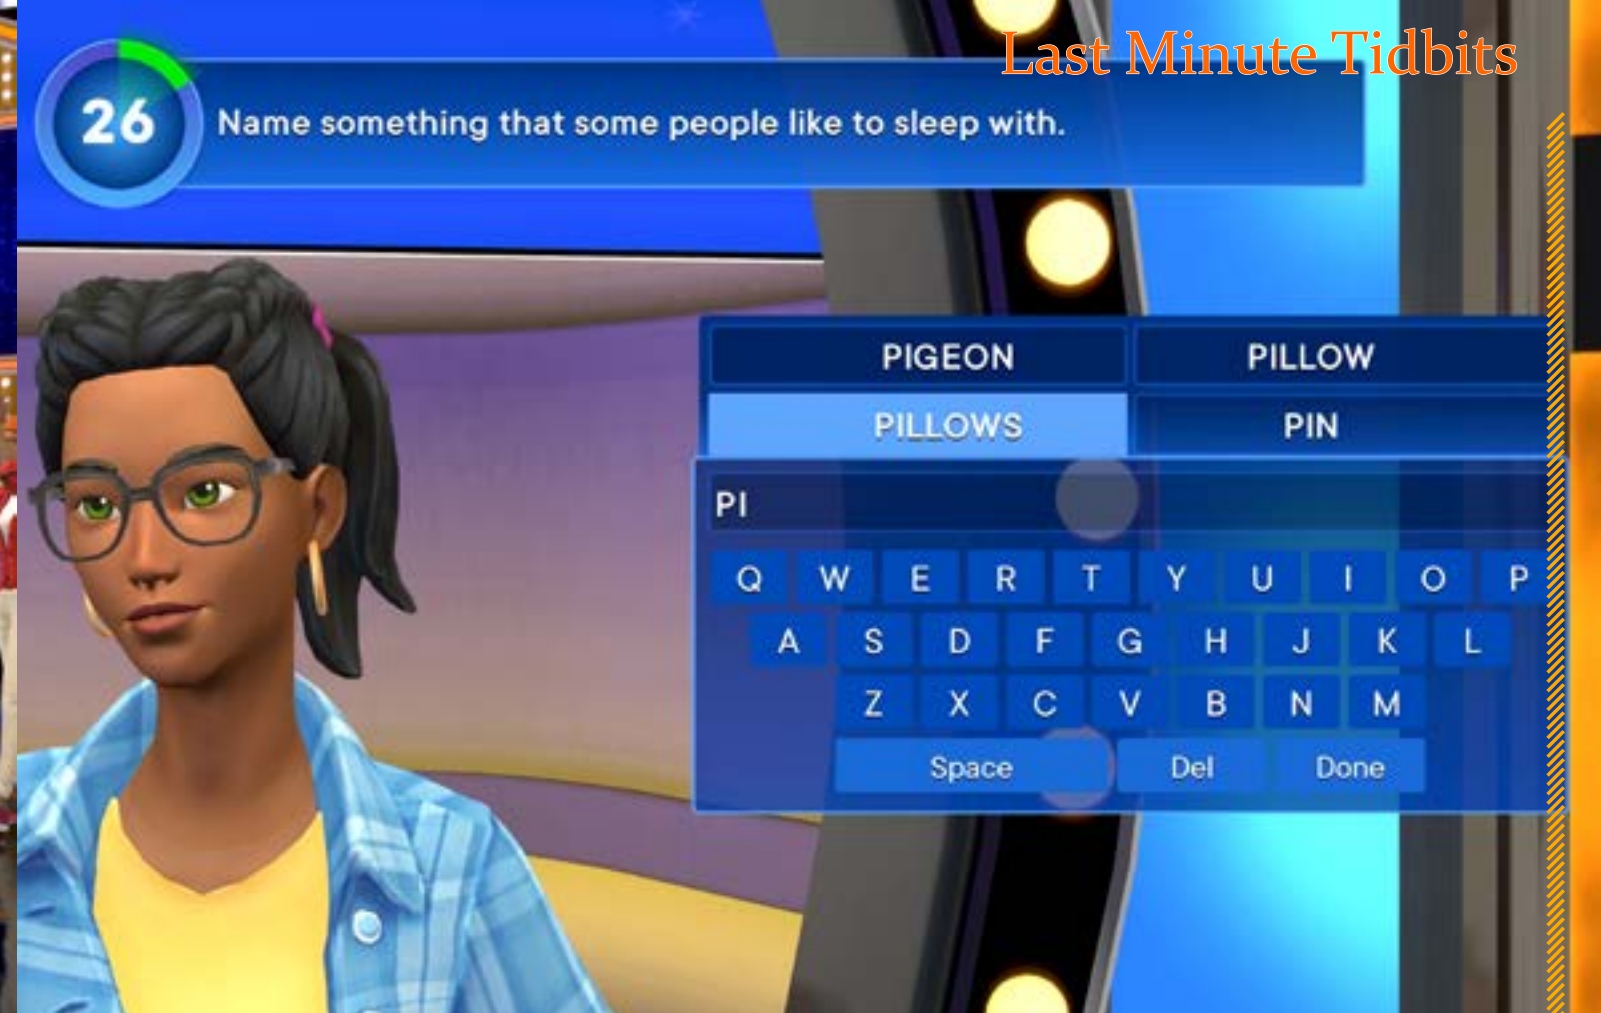 Last Minute Tidbits
26
Name something that some people like to sleep with.
PIGEON PILLOW
PILLOWS PIN
PI
Q W E R T Y U I O P
A S D F G H J K L
Z X C V B N M
Space Del Done